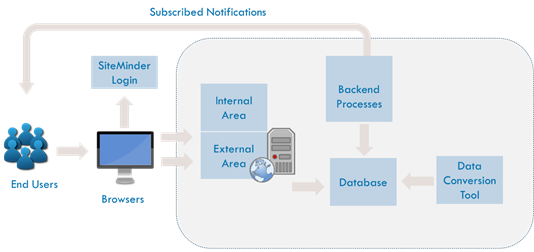 Subscribed Notifications
SiteMinder
Login
Internal
Area
External
Area
Backend
Processes
End Users
Browsers
Database
Data
Conversion
Tool